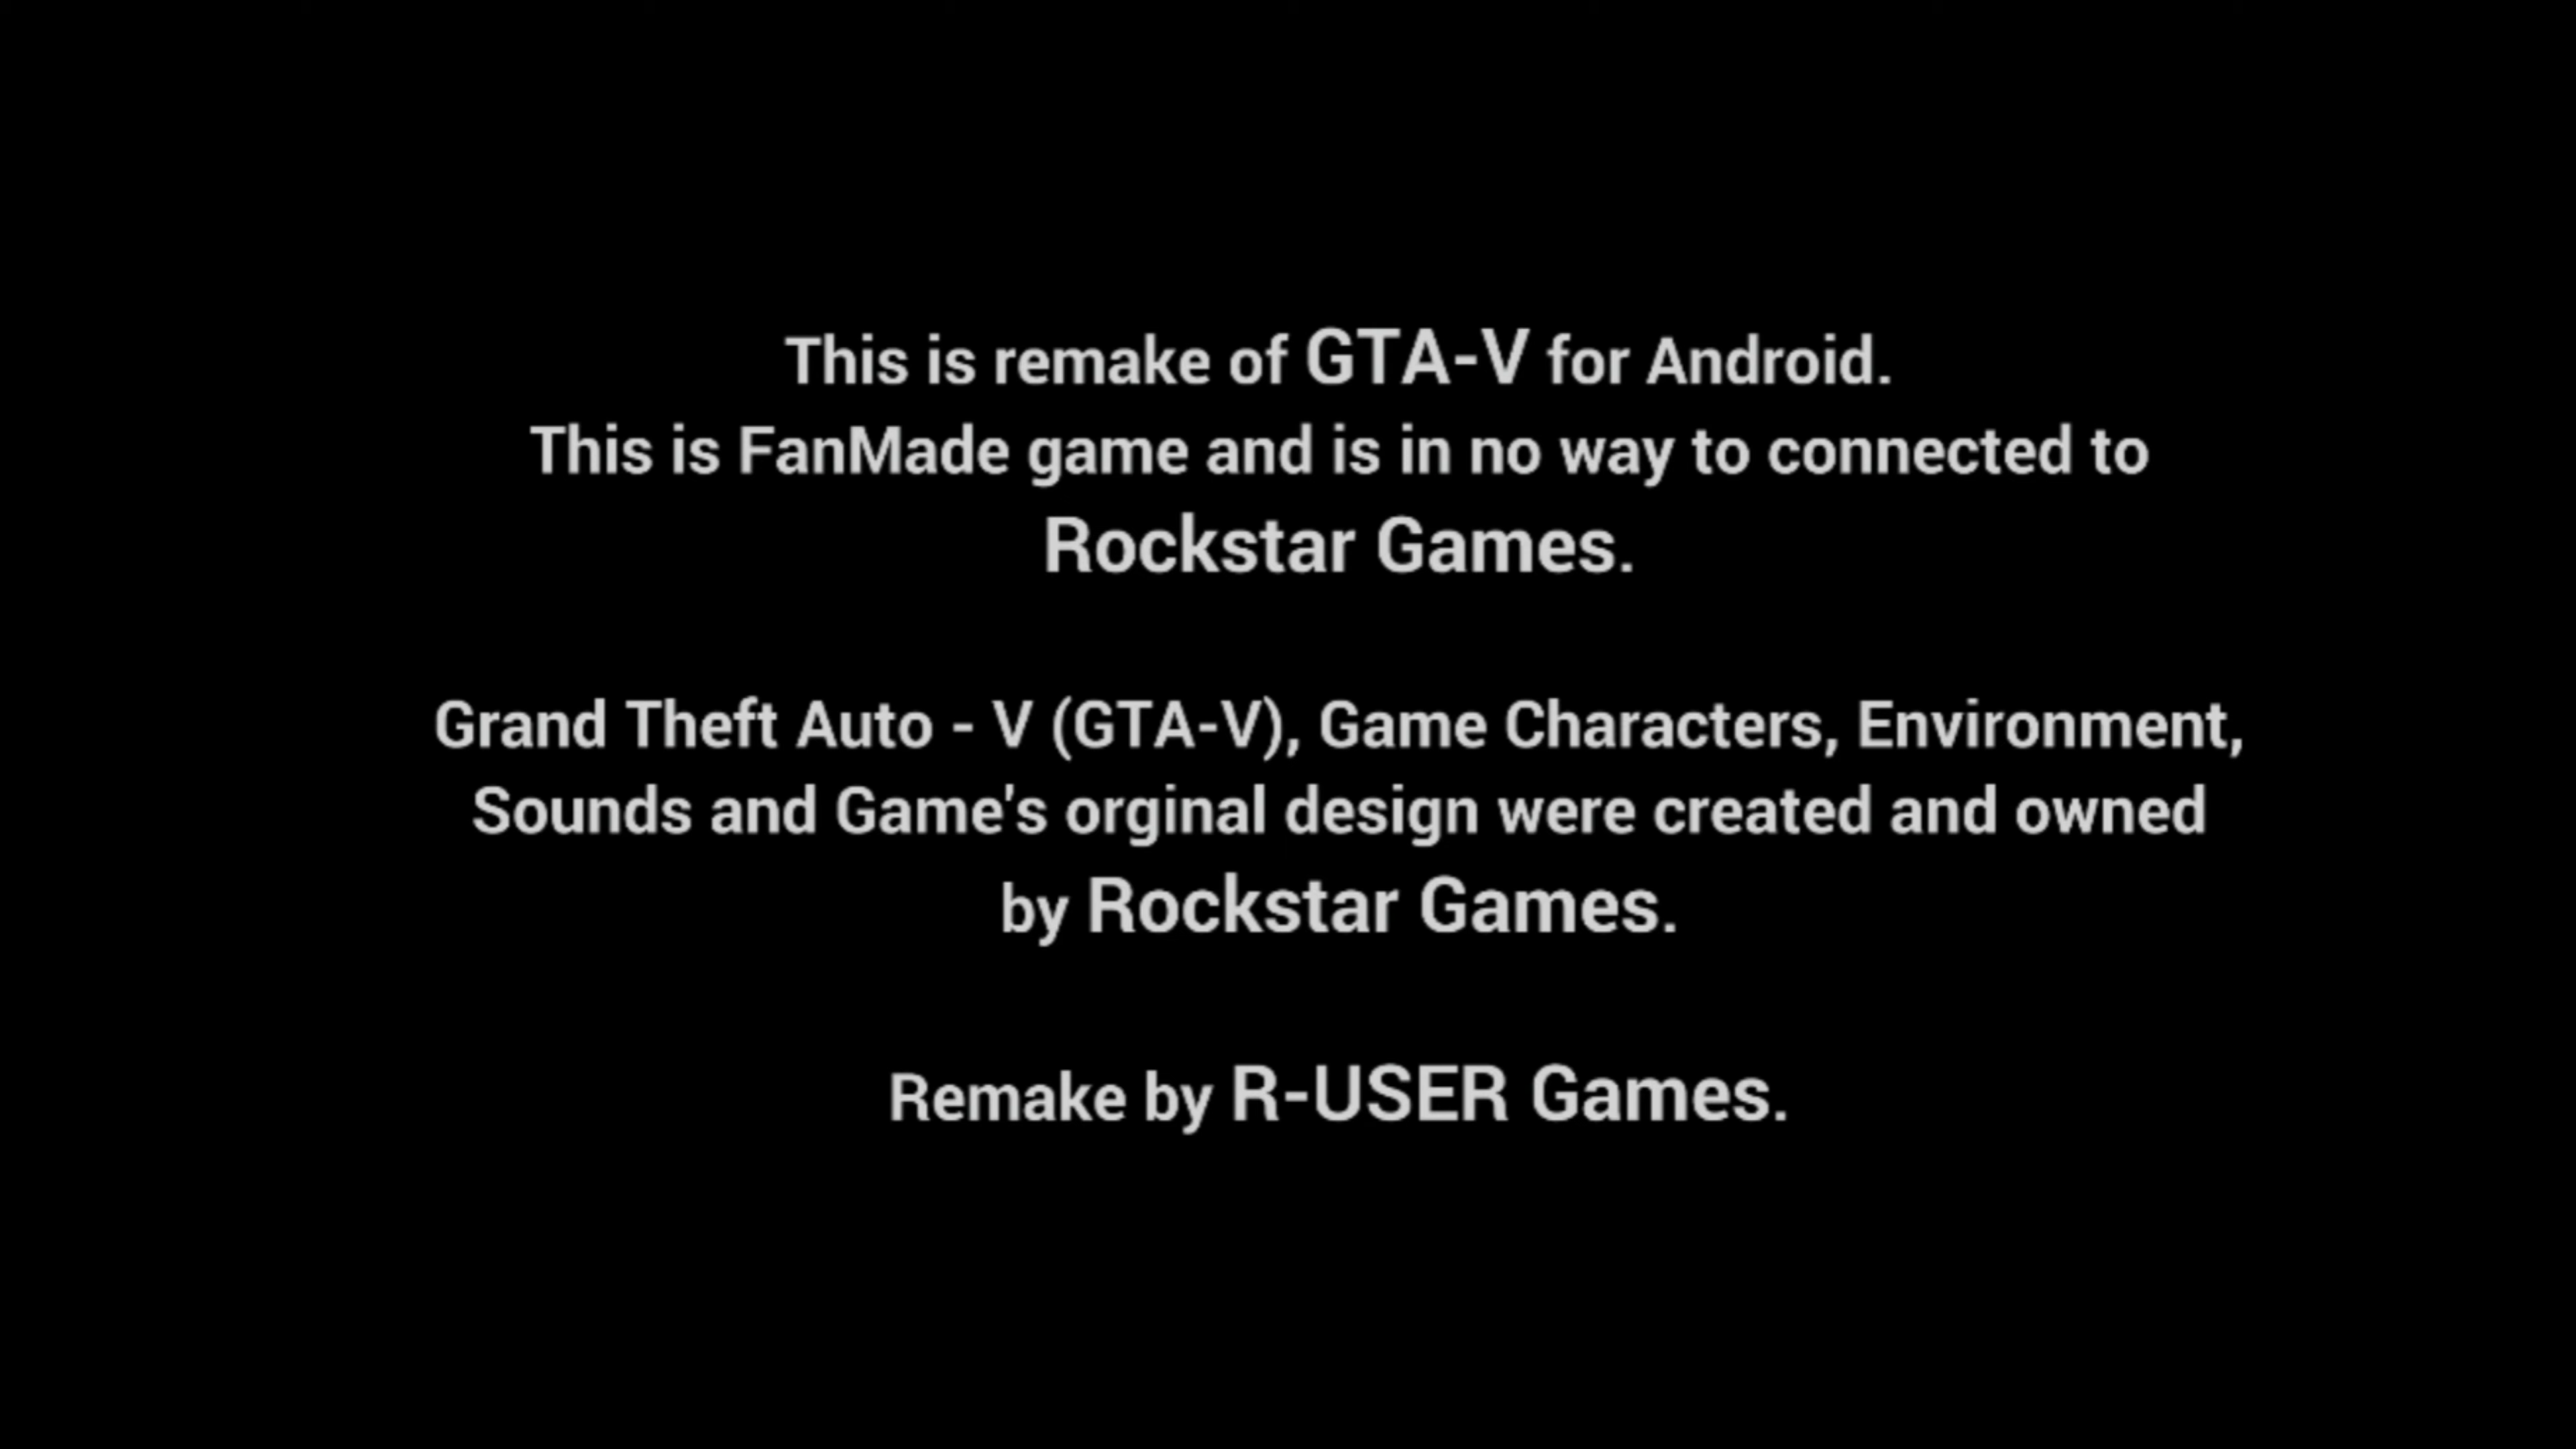 This is remake of GTA-V for Android.
This is FanMade game and is in no way to connected to
Rockstar Games.
Grand Theft Auto - V (GTA-V), Game Characters, Environment,
Sounds and Game's orginal design were created and owned
by Rockstar Games.
Remake by R-USER Games.